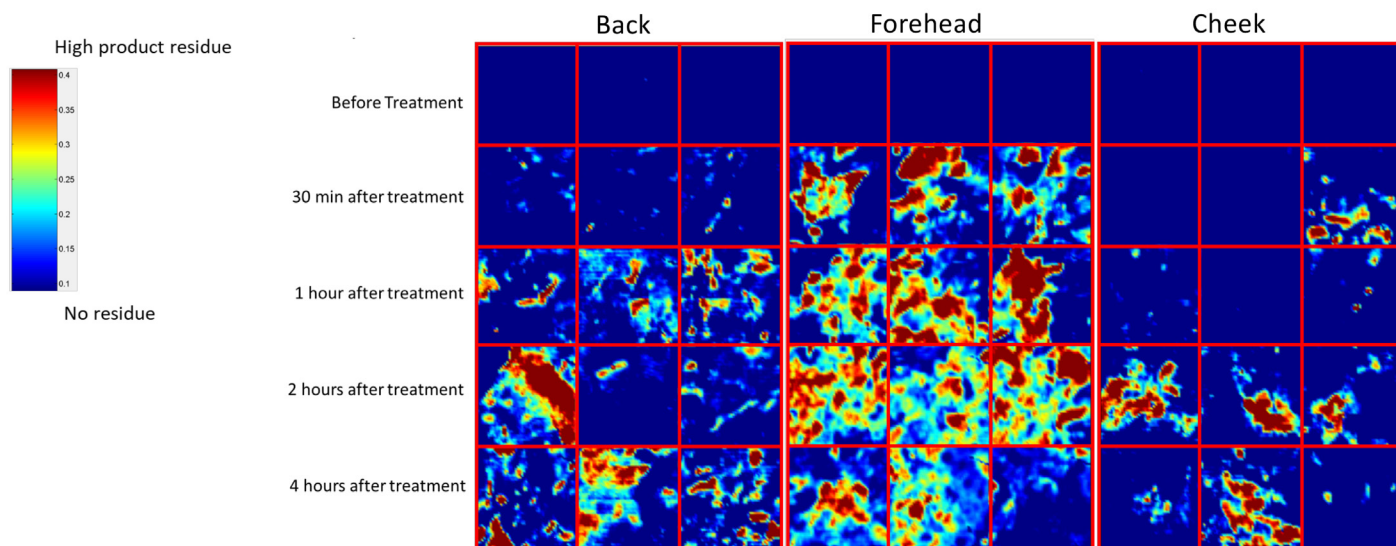 Back Forehead Cheek
High product residue
0.4
0.35
0.3
0.25
0.2
0.15
0.1
No residue
Before Treatment
30 min after treatment
1 hour after treatment
2 hours after treatment
4 hours after treatment